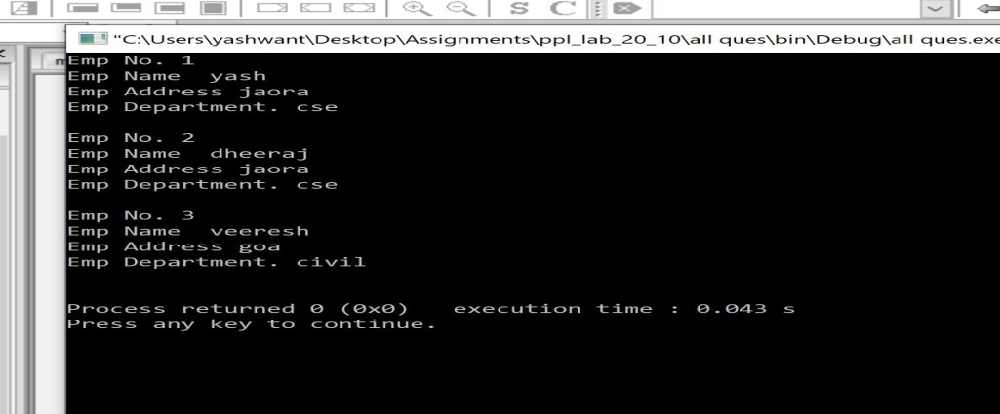 S C
"C:\Users\yashwant\Desktop\Assignments\ppl_lab_20_10\all ques\bin\Debug\all ques.exe
m
Emp No. 1
Emp Name  yash
Emp Address jaora
Emp Department. cse
Emp No. 2
Emp Name  dheeraj
Emp Address jaora
Emp Department. cse
Emp No. 3
Emp Name  veeresh
Emp Address goa
Emp Department. civil
Process returned 0 (0x0)   execution time : 0.043 s
Press any key to continue.